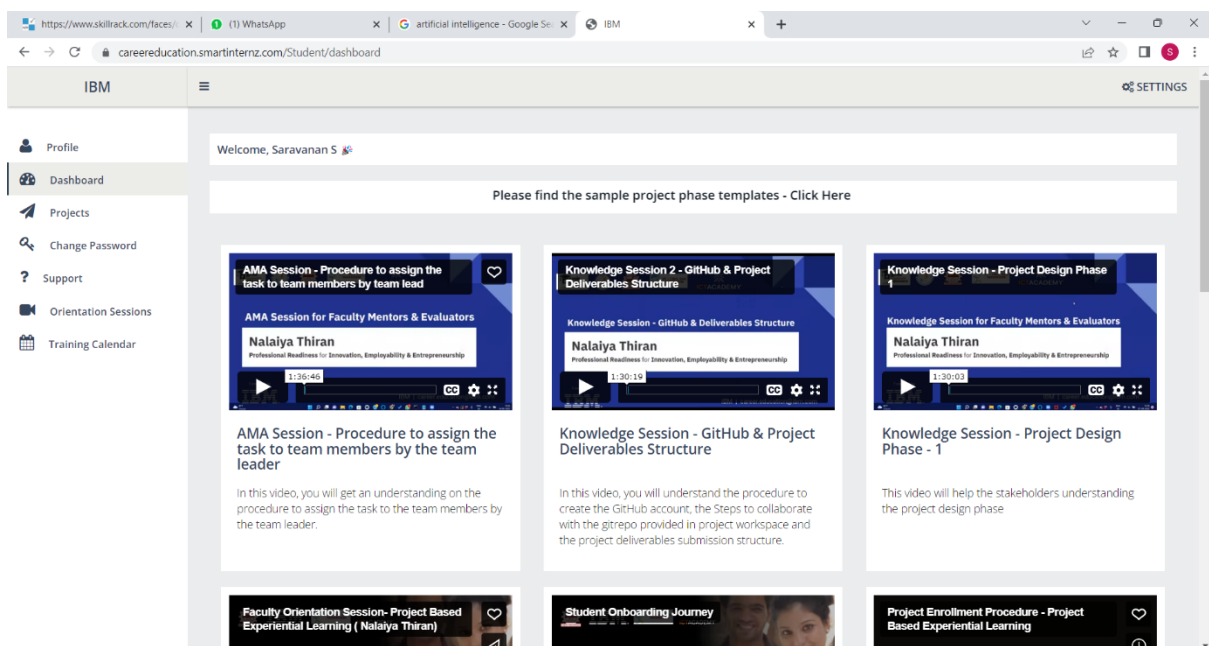 https://www.skillrack.com/faces/
(1) WhatsApp
artificial intelligence - Google Se
IBM
careereducation.smartinternz.com/Student/dashboard
S
IBM
SETTINGS
Profile
Dashboard
Projects
Change Password
Support
Orientation Sessions
Training Calendar
Welcome, Saravanan S
Please find the sample project phase templates - Click Here
AMA Session - Procedure to assign the
task to team members by team lead
AMA Session for Faculty Mentors & Evaluators
Nalaiya Thiran
Professional Readiness for Innovation, Employability & Entrepreneurship
1:36:46
CC
AMA Session - Procedure to assign the
task to team members by the team
leader
In this video, you will get an understanding on the
procedure to assign the task to the team members by
the team leader.
Knowledge Session 2 - GitHub & Project
Deliverables Structure
Knowledge Session - GitHub & Deliverables Structure
Nalaiya Thiran
Professional Readiness for Innovation, Employability & Entrepreneurship
1:30:19
CC
Knowledge Session - GitHub & Project
Deliverables Structure
In this video, you will understand the procedure to
create the GitHub account, the Steps to collaborate
with the gitrepo provided in project workspace and
the project deliverables submission structure.
Knowledge Session - Project Design Phase
1
Knowledge Session for Faculty Mentors & Evaluators
Nalaiya Thiran
Professional Readiness for Innovation, Employability & Entrepreneurship
1:30:03
CC
Knowledge Session - Project Design
Phase - 1
This video will help the stakeholders understanding
the project design phase
Faculty Orientation Session- Project Based
Experiential Learning ( Nalaiya Thiran)
Student Onboarding Journey
Project Enrollment Procedure - Project
Based Experiential Learning